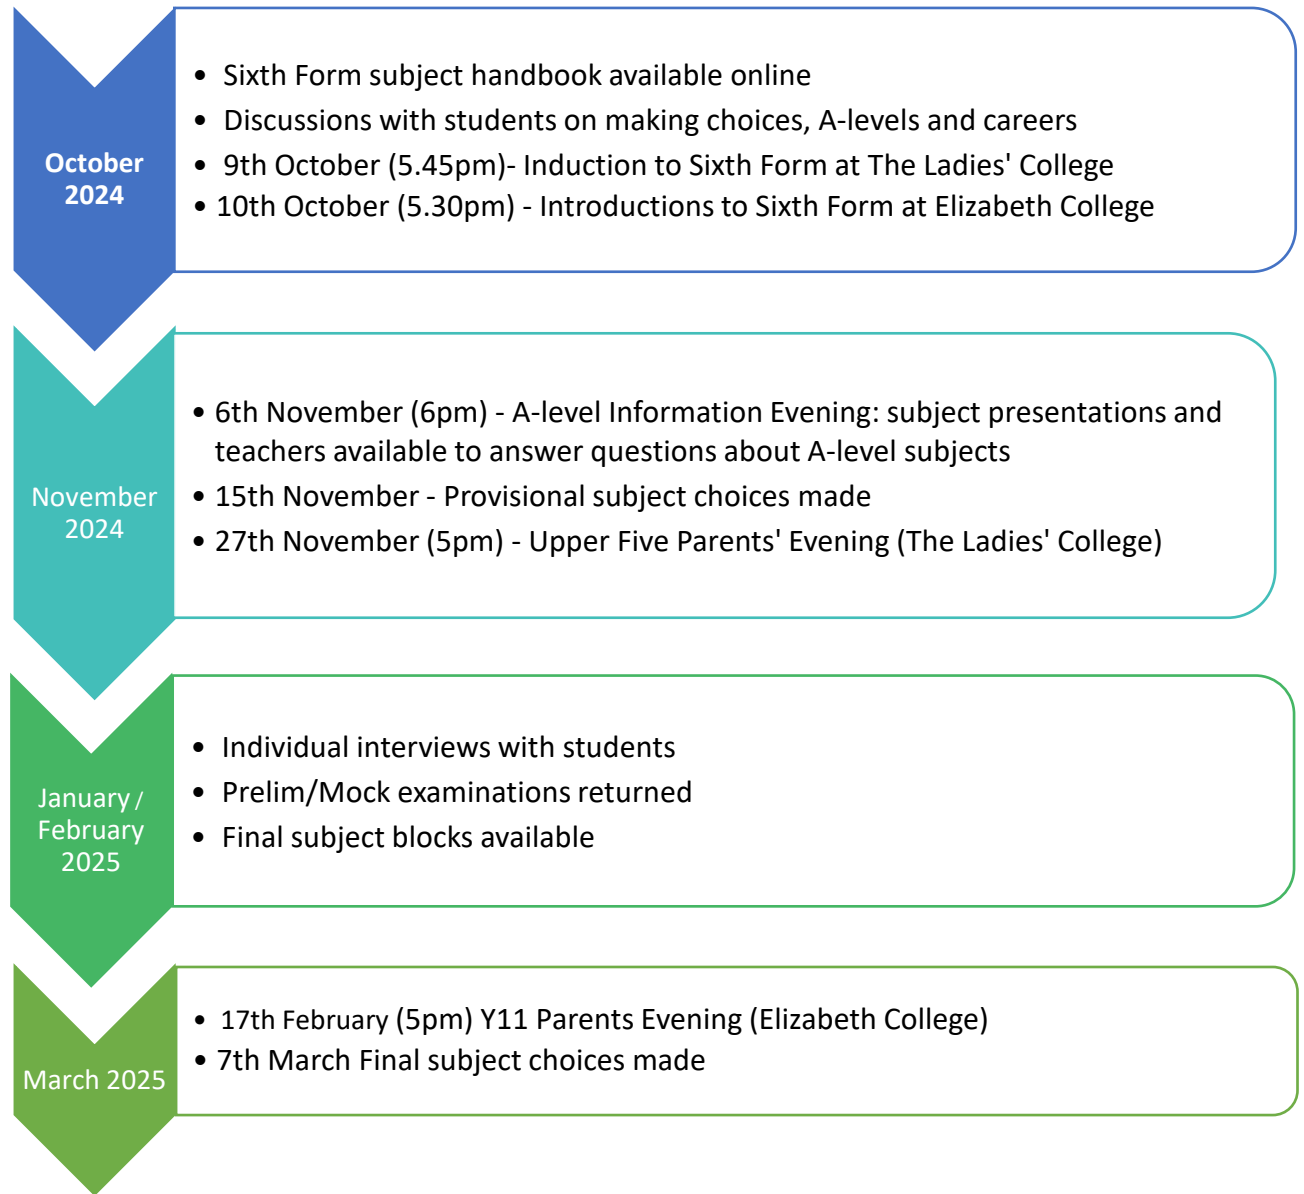 October
2024
• Sixth Form subject handbook available online
• Discussions with students on making choices, A-levels and careers
• 9th October (5.45pm)- Induction to Sixth Form at The Ladies' College
• 10th October (5.30pm) - Introductions to Sixth Form at Elizabeth College
November
2024
• 6th November (6pm) - A-level Information Evening: subject presentations and
teachers available to answer questions about A-level subjects
• 15th November - Provisional subject choices made
• 27th November (5pm) - Upper Five Parents' Evening (The Ladies' College)
January /
February
2025
• Individual interviews with students
• Prelim/Mock examinations returned
• Final subject blocks available
March 2025
• 17th February (5pm) Y11 Parents Evening (Elizabeth College)
• 7th March Final subject choices made